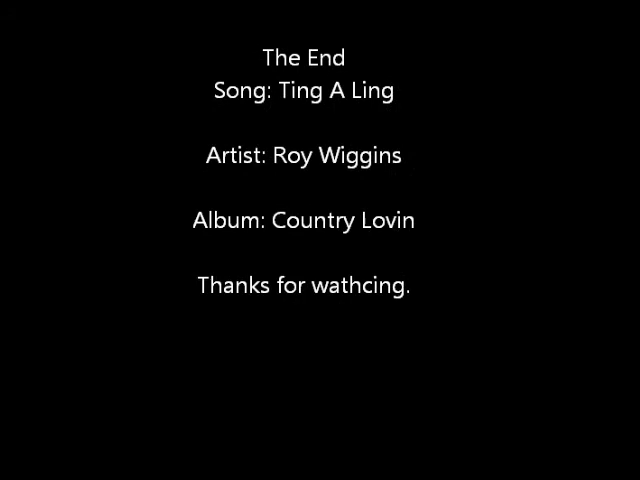 The End
Song: Ting A Ling
Artist: Roy Wiggins
Album: Country Lovin
Thanks for wathcing.